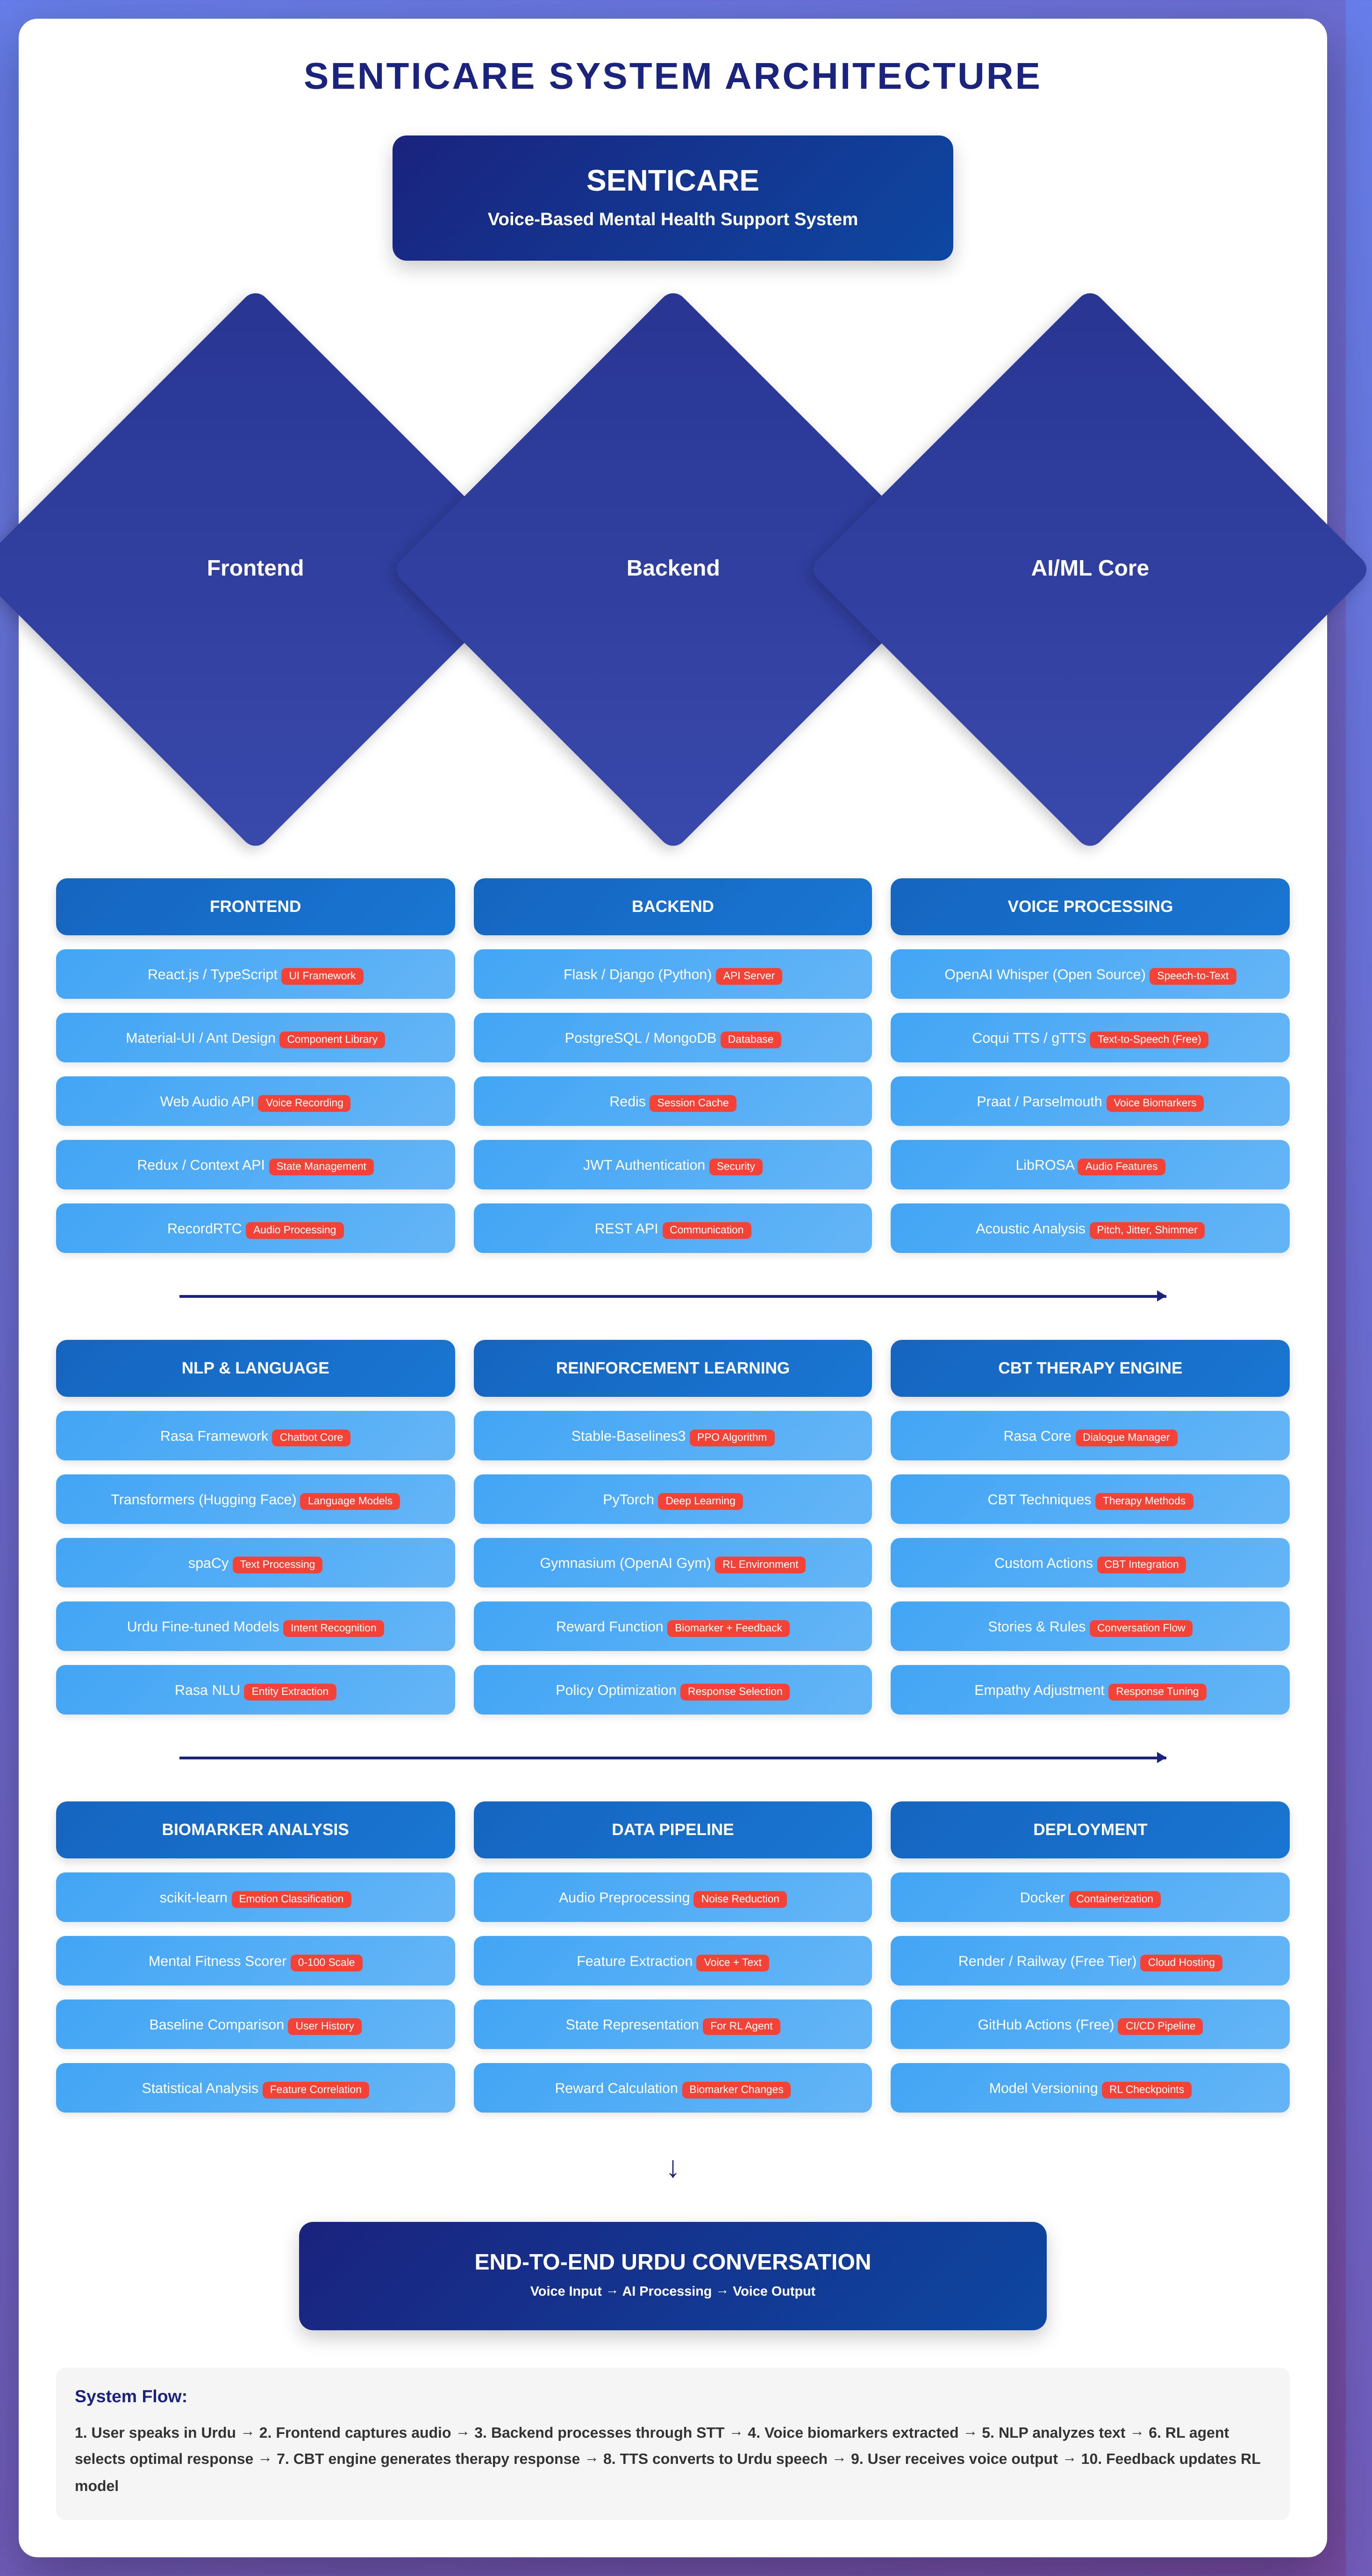 SENTICARE SYSTEM ARCHITECTURE
SENTICARE
Voice-Based Mental Health Support System
Frontend
Backend
AI/ML Core
FRONTEND
React.js / TypeScript UI Framework
Material-UI / Ant Design Component Library
Web Audio API Voice Recording
Redux / Context API State Management
RecordRTC Audio Processing
BACKEND
Flask / Django (Python) API Server
PostgreSQL / MongoDB Database
Redis Session Cache
JWT Authentication Security
REST API Communication
VOICE PROCESSING
OpenAI Whisper (Open Source) Speech-to-Text
Coqui TTS / gTTS Text-to-Speech (Free)
Praat / Parselmouth Voice Biomarkers
LibROSA Audio Features
Acoustic Analysis Pitch, Jitter, Shimmer
NLP & LANGUAGE
Rasa Framework Chatbot Core
Transformers (Hugging Face) Language Models
spaCy Text Processing
Urdu Fine-tuned Models Intent Recognition
Rasa NLU Entity Extraction
REINFORCEMENT LEARNING
Stable-Baselines3 PPO Algorithm
PyTorch Deep Learning
Gymnasium (OpenAI Gym) RL Environment
Reward Function Biomarker + Feedback
Policy Optimization Response Selection
CBT THERAPY ENGINE
Rasa Core Dialogue Manager
CBT Techniques Therapy Methods
Custom Actions CBT Integration
Stories & Rules Conversation Flow
Empathy Adjustment Response Tuning
BIOMARKER ANALYSIS
scikit-learn Emotion Classification
Mental Fitness Scorer 0-100 Scale
Baseline Comparison User History
Statistical Analysis Feature Correlation
DATA PIPELINE
Audio Preprocessing Noise Reduction
Feature Extraction Voice + Text
State Representation For RL Agent
Reward Calculation Biomarker Changes
DEPLOYMENT
Docker Containerization
Render / Railway (Free Tier) Cloud Hosting
GitHub Actions (Free) CI/CD Pipeline
Model Versioning RL Checkpoints
↓
END-TO-END URDU CONVERSATION
Voice Input → AI Processing → Voice Output
System Flow:
1. User speaks in Urdu → 2. Frontend captures audio → 3. Backend processes through STT → 4. Voice biomarkers extracted → 5. NLP analyzes text → 6. RL agent
selects optimal response → 7. CBT engine generates therapy response → 8. TTS converts to Urdu speech → 9. User receives voice output → 10. Feedback updates RL
model